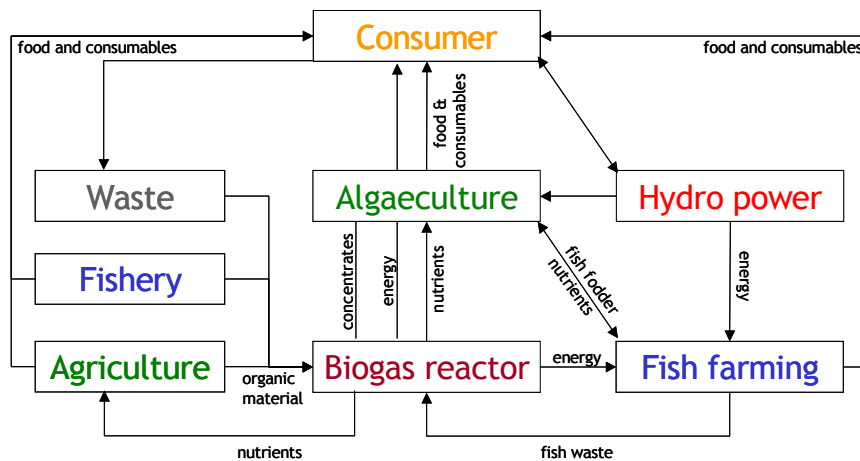 Consumer
food and consumables
food and consumables
food &
consumables
Waste
Algaeculture
Hydro power
Fishery
concentrates
energy
nutrients
fish fodder
nutrients
energy
Agriculture
organic
material
Biogas reactor
energy
Fish farming
nutrients
fish waste